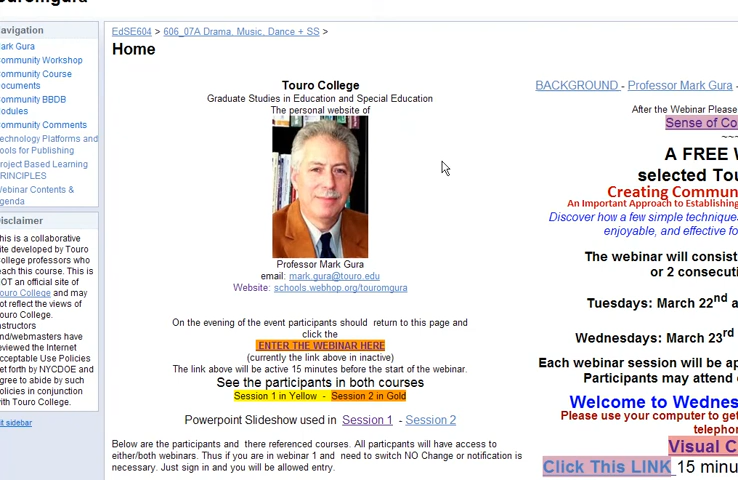 EdSE604 > 606_07A Drama, Music, Dance + SS >
Home
Navigation
Mark Gura
Community Workshop
Community Course
Documents
Community BBDB
Modules
Community Comments
Technology Platforms and
Tools for Publishing
Project Based Learning
PRINCIPLES
Webinar Contents &
Agenda
Disclaimer
This is a collaborative
site developed by Touro
College professors who
teach this course. This is
NOT an official site of
Touro College and may
not reflect the views of
Touro College.
Instructors
and/webmasters have
reviewed the Internet
Acceptable Use Policies
set forth by NYCDOE and
agree to abide by such
policies in conjunction
with Touro College.
sidebar
Touro College
Graduate Studies in Education and Special Education
The personal website of
Professor Mark Gura
email: mark.gura@touro.edu
Website: schools.webhop.org/touromgura
On the evening of the event participants should return to this page and
click the
ENTER THE WEBINAR HERE
(currently the link above in inactive)
The link above will be active 15 minutes before the start of the webinar.
See the participants in both courses
Session 1 in Yellow - Session 2 in Gold
Powerpoint Slideshow used in Session 1 - Session 2
Below are the participants and there referenced courses. All patricpants will have access to
either/both webinars. Thus if you are in webinar 1 and need to switch NO Change or notification is
necessary. Just sign in and you will be allowed entry.
BACKGROUND - Professor Mark Gura -
After the Webinar Please
Sense of Co
~~~
A FREE W
selected Tou
Creating Commun
An Important Approach to Establishing
Discover how a few simple techniques
enjoyable, and effective fo
The webinar will consist
or 2 consecuti
Tuesdays: March 22nd a
Wednesdays: March 23rd
Each webinar session will be ap
Participants may attend
Welcome to Wednes
Please use your computer to get
telephon
Visual C
Click This LINK 15 minu